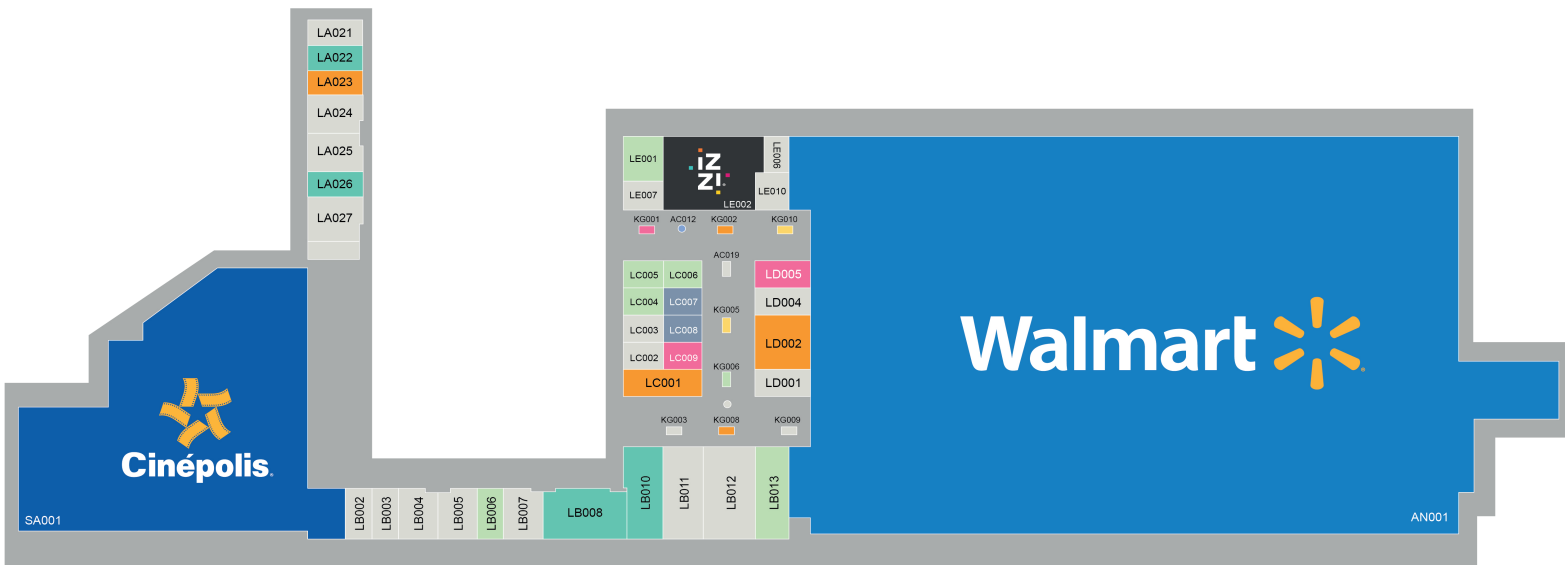 LA021
LA022
LA023
LA024
LA025
LA026
LA027
LE001
LE007
iZZi
LE002
LE006
LE010
KG001
AC012
KG002
KG010
AC019
LC005
LC006
LD005
LC004
LC007
LD004
KG005
LC003
LC008
LD002
LC002
LC009
KG006
LC001
LD001
KG003
KG008
KG009
Walmart
AN001
Cinépolis
SA001
LB002
LB003
LB004
LB005
LB006
LB007
LB008
LB010
LB011
LB012
LB013